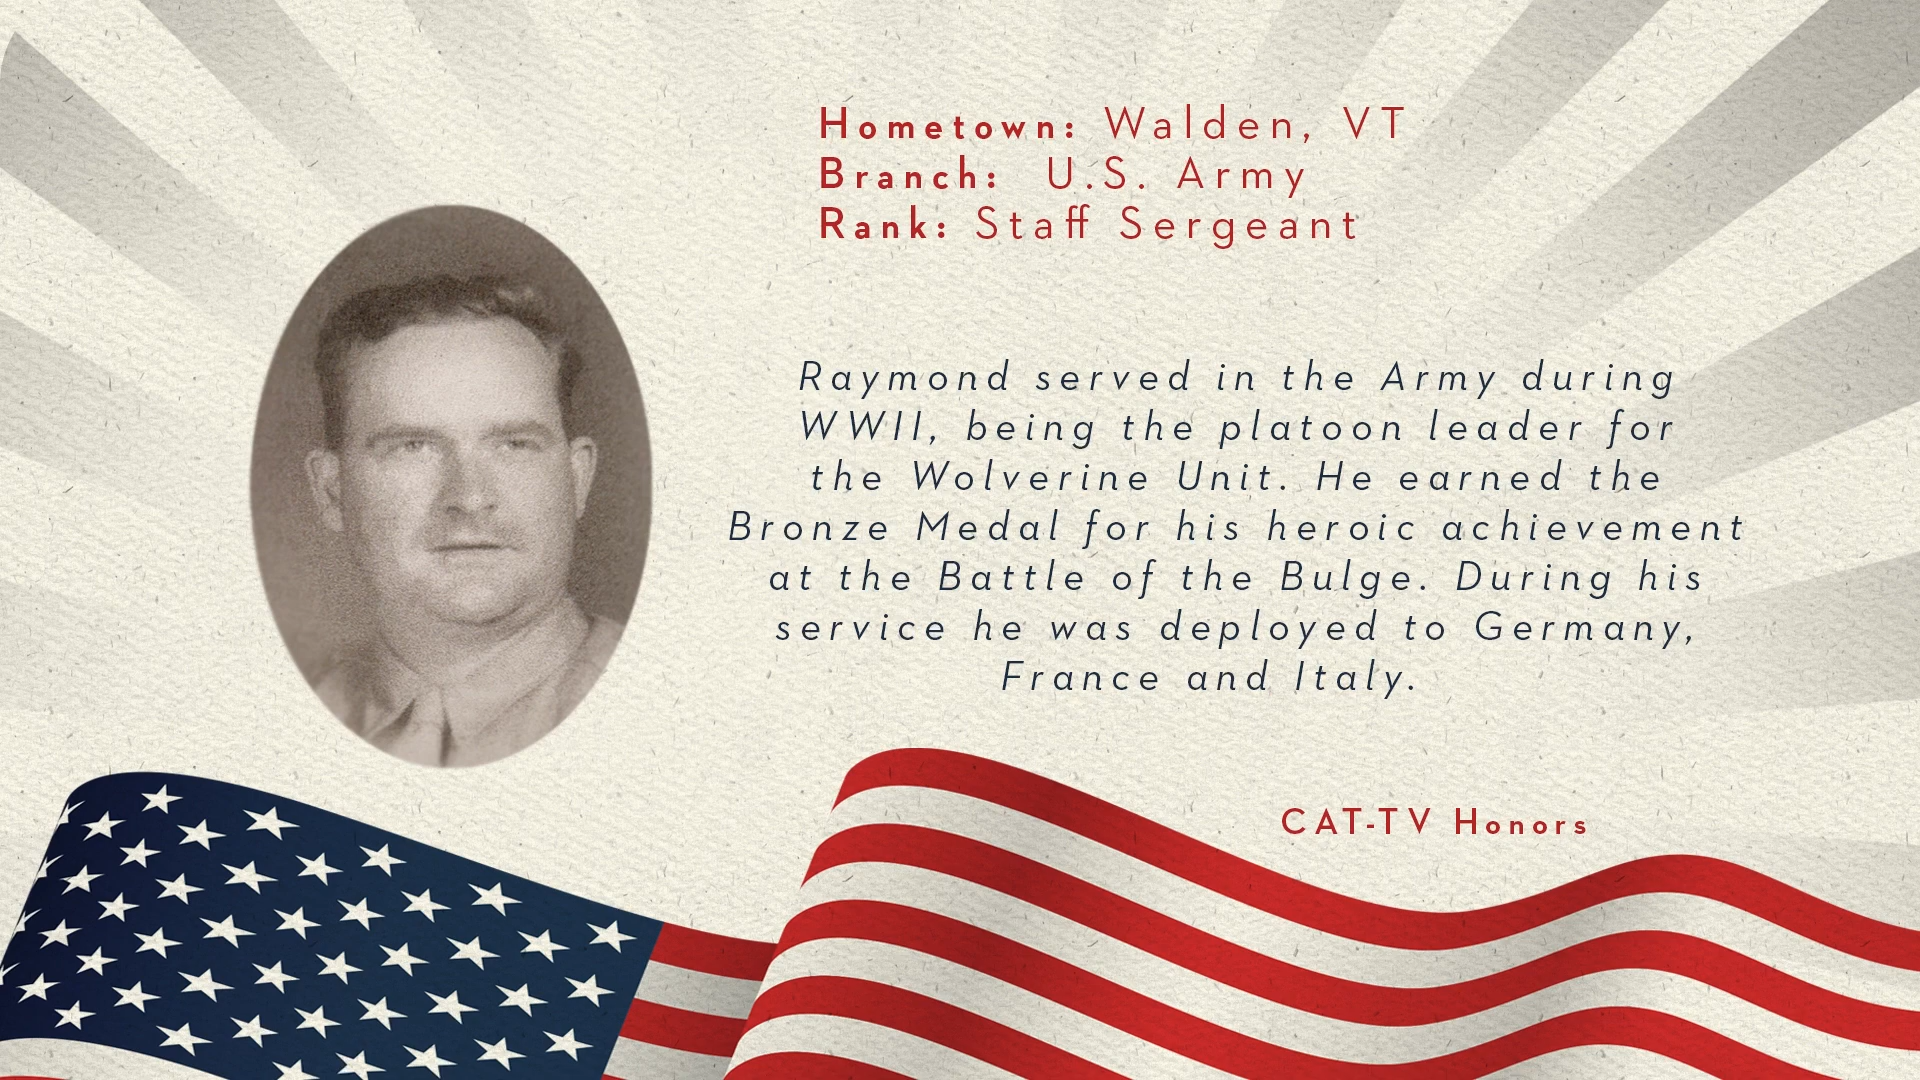 Hometown: Walden, VT
Branch: U.S. Army
Rank: Staff Sergeant
Raymond served in the Army during
WWII, being the platoon leader for
the Wolverine Unit. He earned the
Bronze Medal for his heroic achievement
at the Battle of the Bulge. During his
service he was deployed to Germany,
France and Italy.
CAT-TV Honors